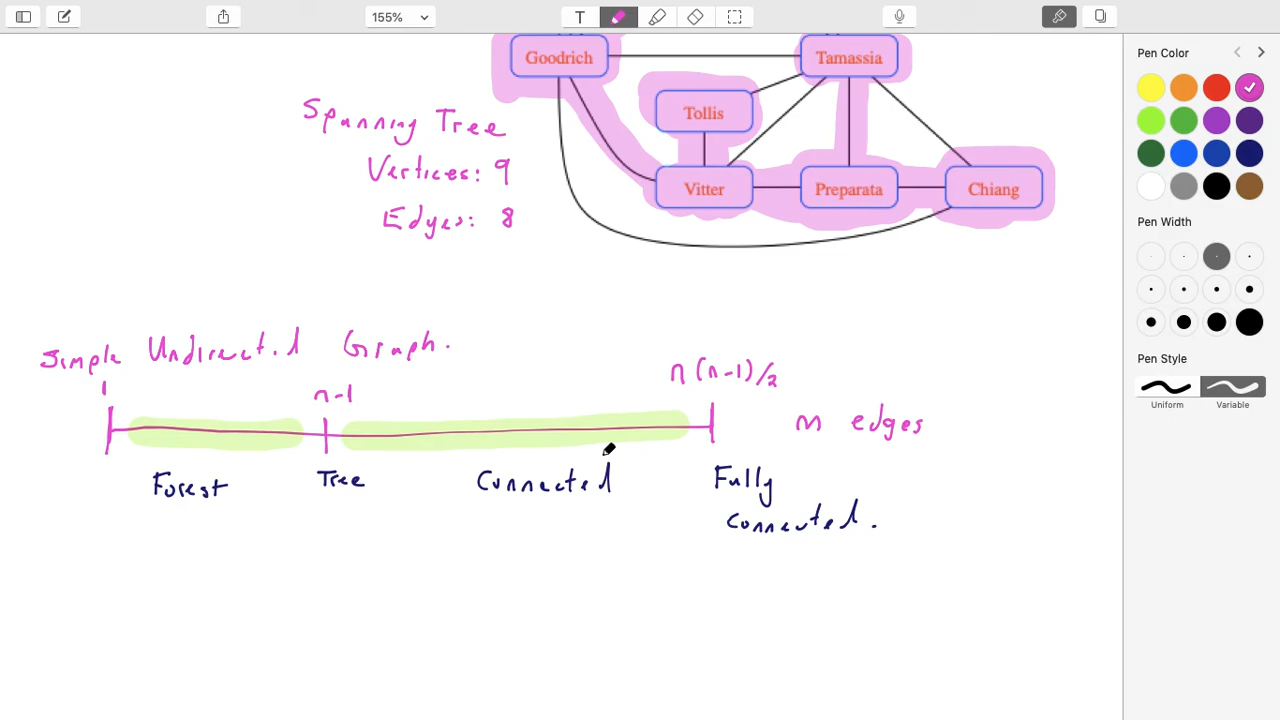 155%
T
Goodrich
Tamassia
Tollis
Vitter
Preparata
Chiang
Spanning Tree
Vertices: 9
Edges: 8
Simple Undirected Graph.
1
n-1
n(n-1)/2
m edges
Forest
Tree
Connected
Fully
connected.
Pen Color
Pen Width
Pen Style
Uniform
Variable